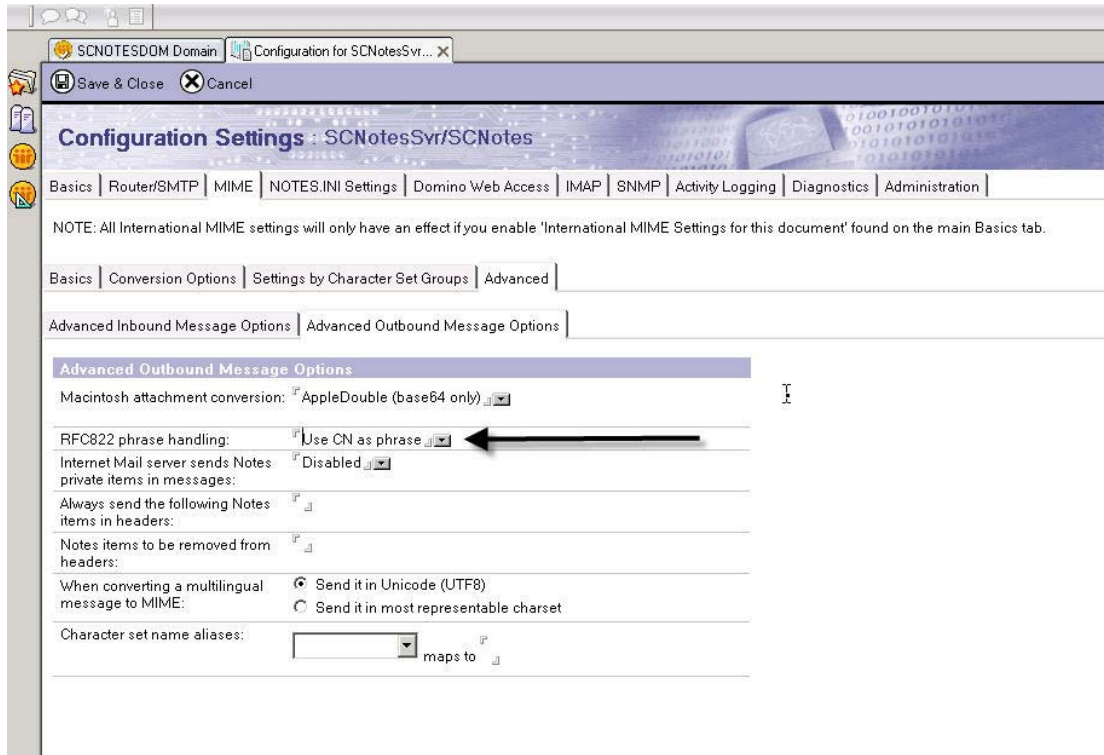 SCNOTESDOM Domain Configuration for SCNotesSvr...
Save & Close Cancel
Configuration Settings : SCNotesSvr/SCNotes
Basics Router/SMTP MIME NOTES.INI Settings Domino Web Access IMAP SNMP Activity Logging Diagnostics Administration
NOTE: All International MIME settings will only have an effect if you enable 'International MIME Settings for this document' found on the main Basics tab.
Basics Conversion Options Settings by Character Set Groups Advanced
Advanced Inbound Message Options Advanced Outbound Message Options
Advanced Outbound Message Options
Macintosh attachment conversion: AppleDouble (base64 only)
RFC822 phrase handling: Use CN as phrase
Internet Mail server sends Notes Disabled
private items in messages:
Always send the following Notes
items in headers:
Notes items to be removed from
headers:
When converting a multilingual Send it in Unicode (UTF8)
message to MIME: Send it in most representable charset
Character set name aliases: maps to